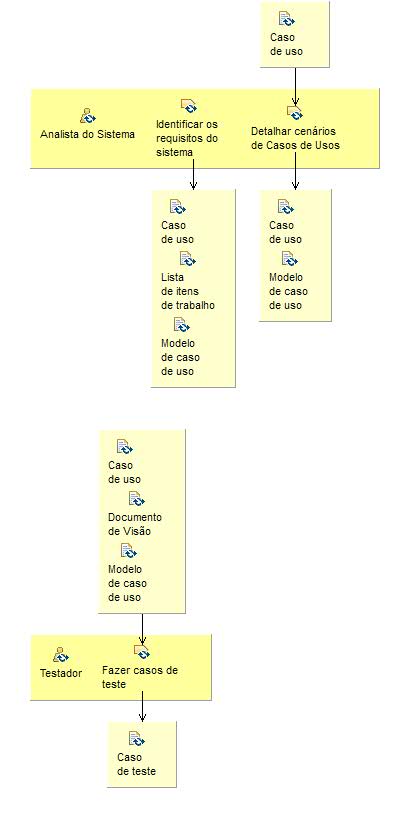 Caso
de uso
Analista do Sistema
Identificar os
requisitos do
sistema
Detalhar cenários
de Casos de Usos
Caso
de uso
Lista
de itens
de trabalho
Modelo
de caso
de uso
Caso
de uso
Modelo
de caso
de uso
Caso
de uso
Documento
de Visão
Modelo
de caso
de uso
Testador
Fazer casos de
teste
Caso
de teste